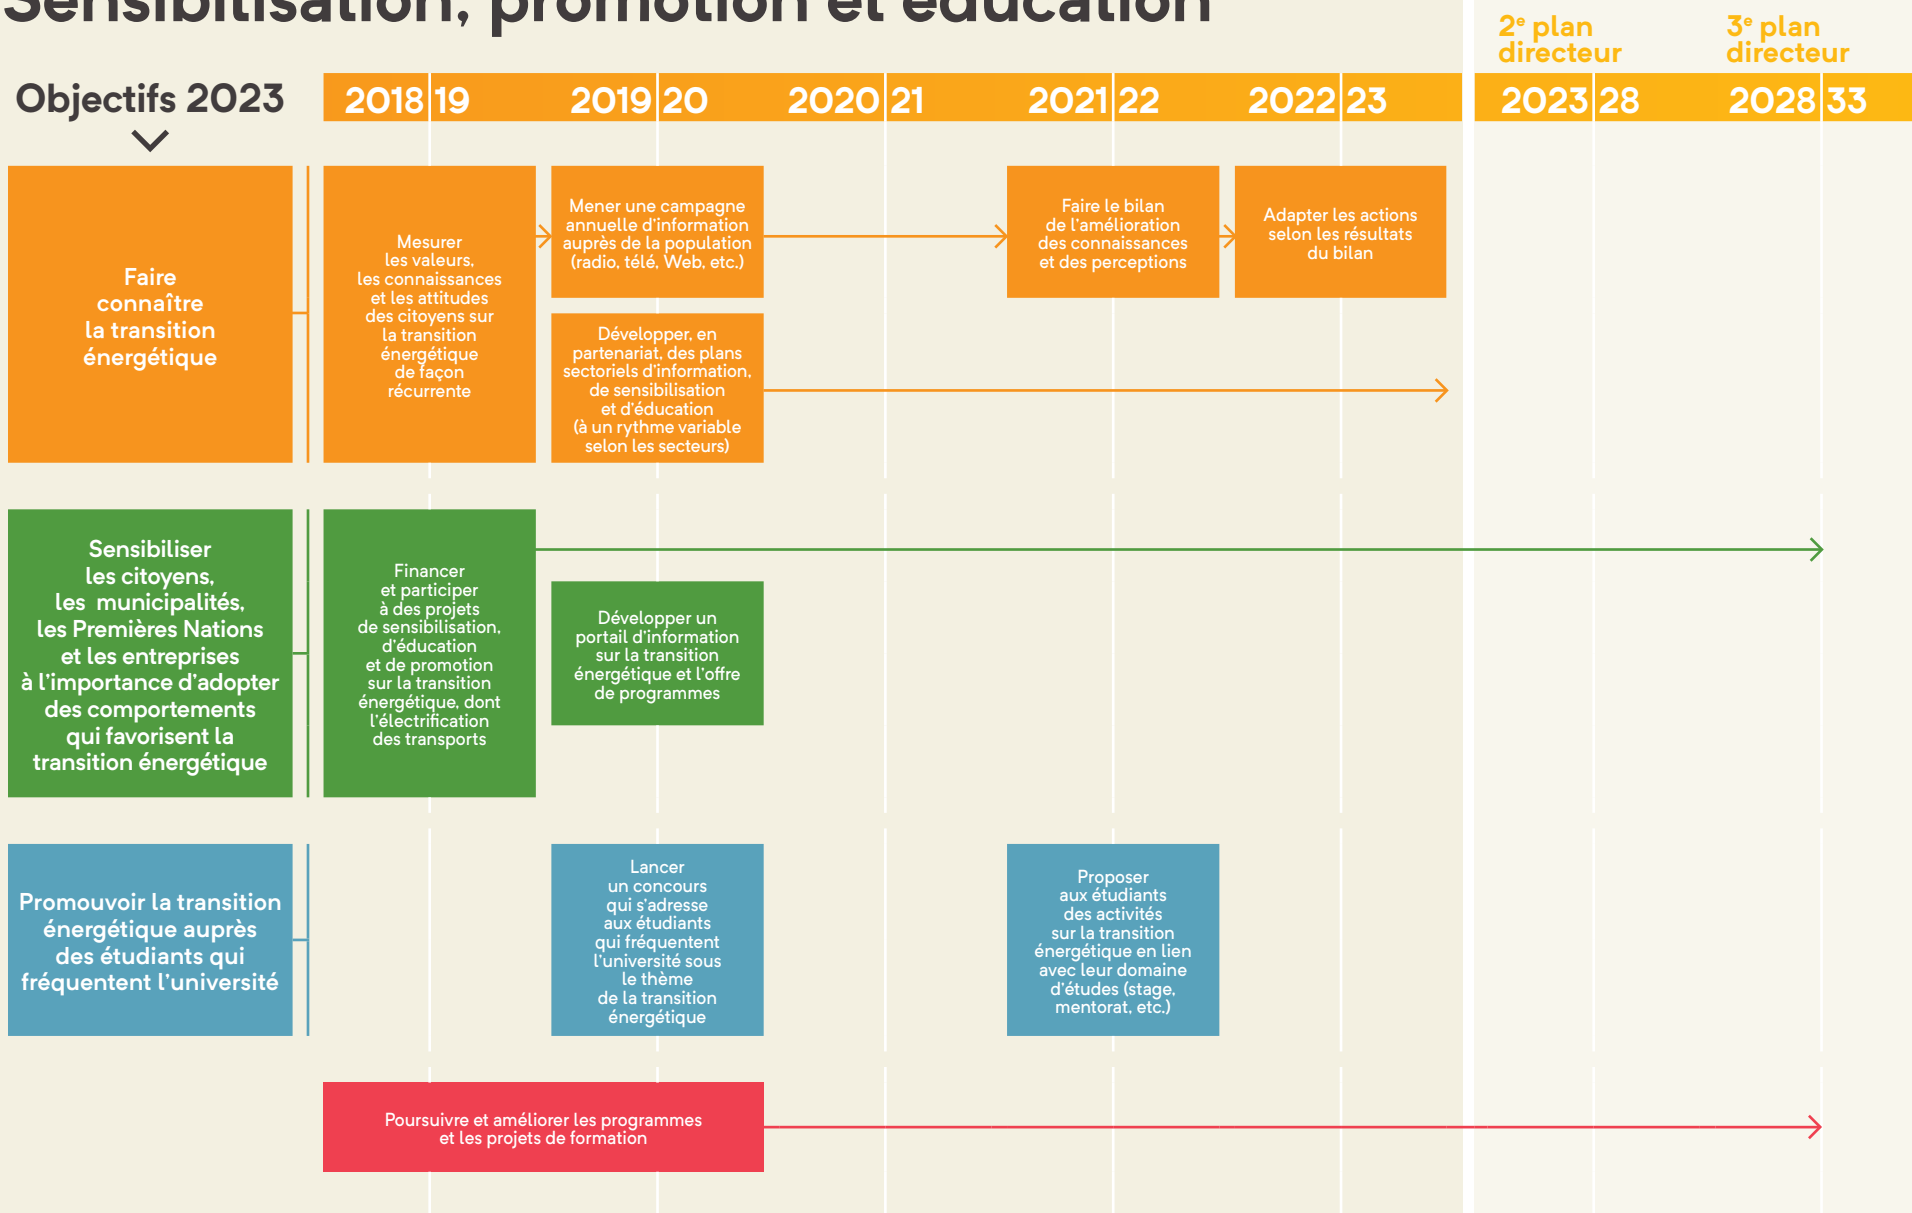 Sensibilisation, promotion et éducation
2e plan
directeur
3e plan
directeur
Objectifs 2023
2018 19
2019 20
2020 21
2021 22
2022 23
2023 28
2028 33
Faire
connaître
la transition
énergétique
Mesurer
les valeurs,
les connaissances
et les attitudes
des citoyens sur
la transition
énergétique
de façon
récurrente
Mener une campagne
annuelle d'information
auprès de la population
(radio, télé, Web, etc.)
Faire le bilan
de l'amélioration
des connaissances
et des perceptions
Adapter les actions
selon les résultats
du bilan
Développer, en
partenariat, des plans
sectoriels d'information,
de sensibilisation
et d'éducation
(à un rythme variable
selon les secteurs)
Sensibiliser
les citoyens,
les municipalités,
les Premières Nations
et les entreprises
à l'importance d'adopter
des comportements
qui favorisent la
transition énergétique
Financer
et participer
à des projets
de sensibilisation,
d'éducation
et de promotion
sur la transition
énergétique, dont
l'électrification
des transports
Développer un
portail d'information
sur la transition
énergétique et l'offre
de programmes
Promouvoir la transition
énergétique auprès
des étudiants qui
fréquentent l'université
Lancer
un concours
qui s'adresse
aux étudiants
qui fréquentent
l'université sous
le thème
de la transition
énergétique
Proposer
aux étudiants
des activités
sur la transition
énergétique en lien
avec leur domaine
d'études (stage,
mentorat, etc.)
Poursuivre et améliorer les programmes
et les projets de formation